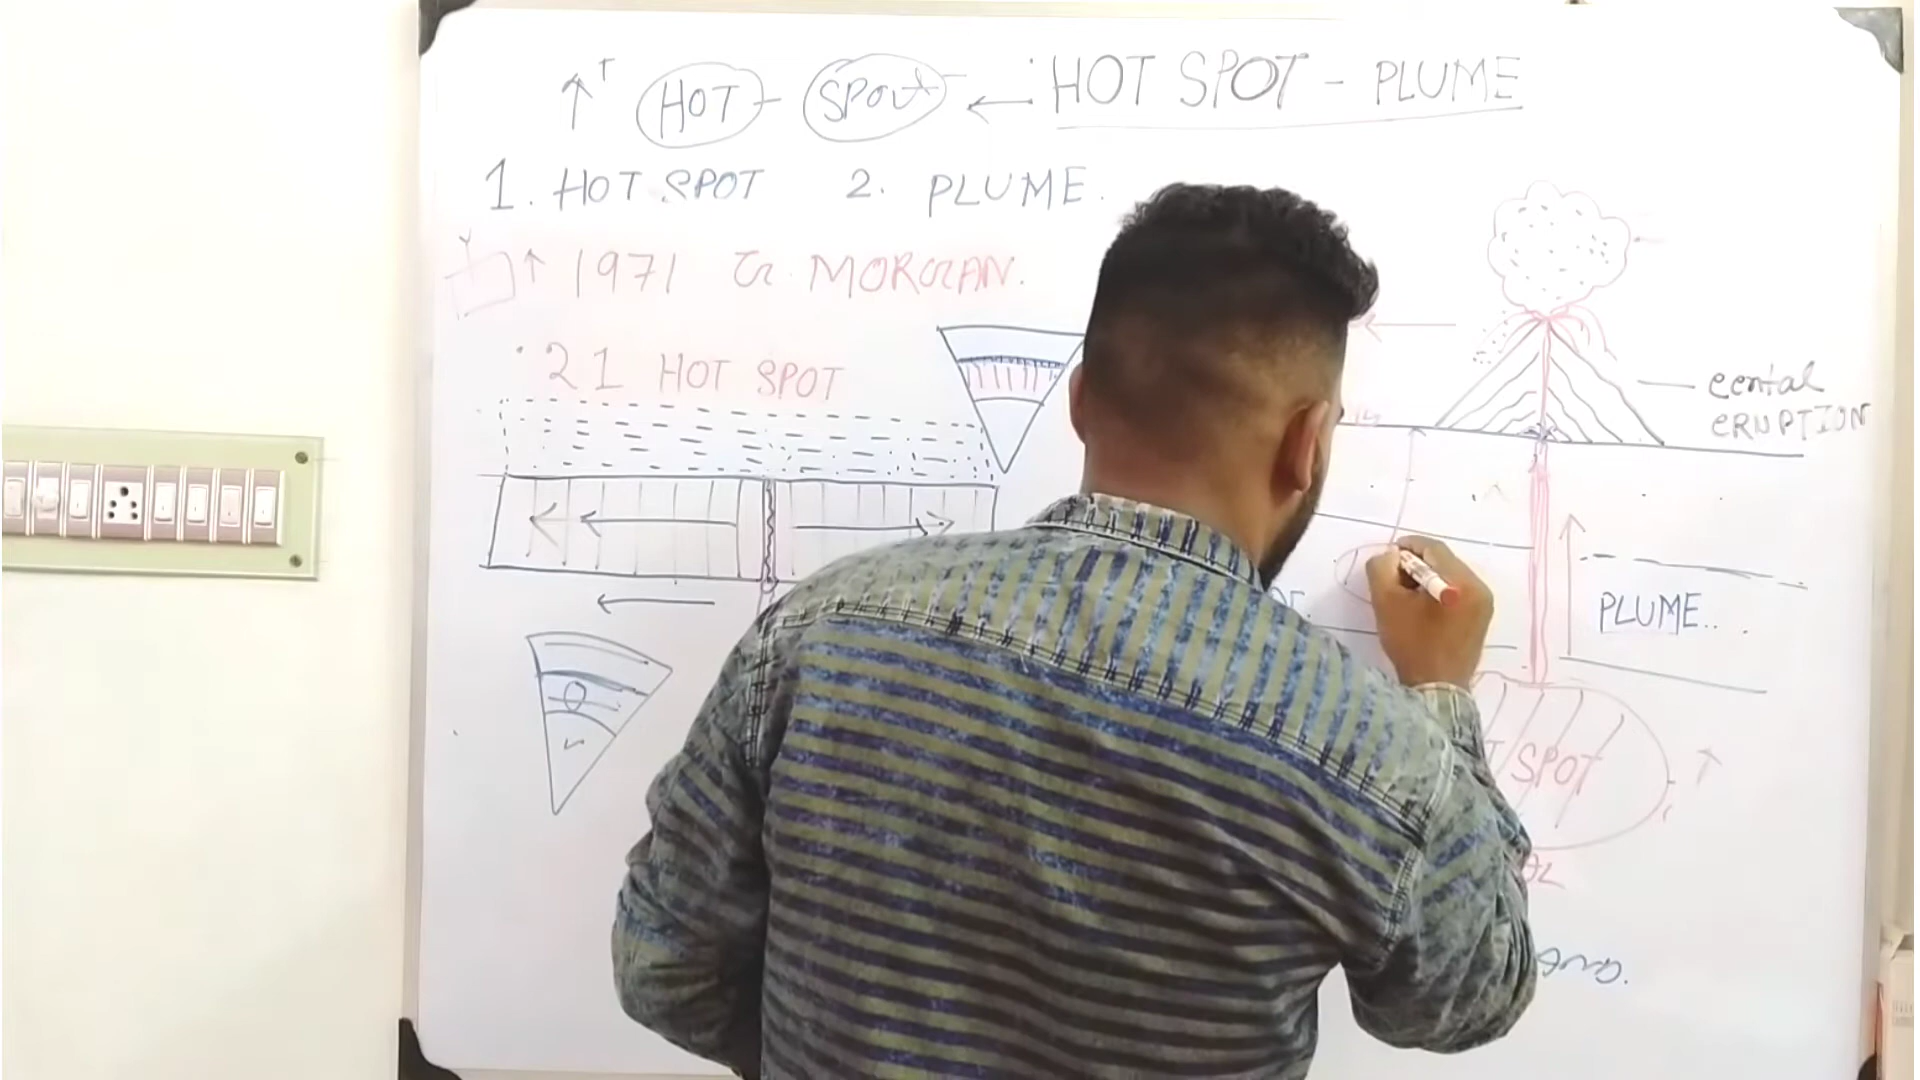 ↑ T HOT - SPOT ← HOT SPOT - PLUME
1. HOT SPOT 2. PLUME.
↑ 1971 MORGAN.
21 HOT SPOT
cental
ERUPTION
PLUME..
SPOT